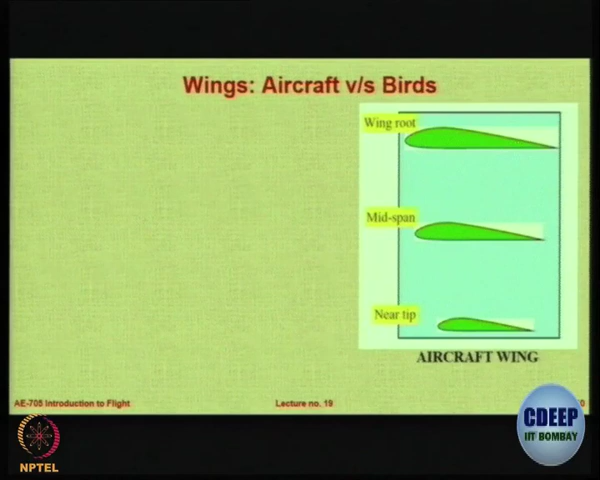 Wings: Aircraft v/s Birds
Wing root
Mid-span
Near tip
AIRCRAFT WING
AE-705 Introduction to Flight
Lecture no. 19
CDEEP
IIT BOMBAY
NPTEL